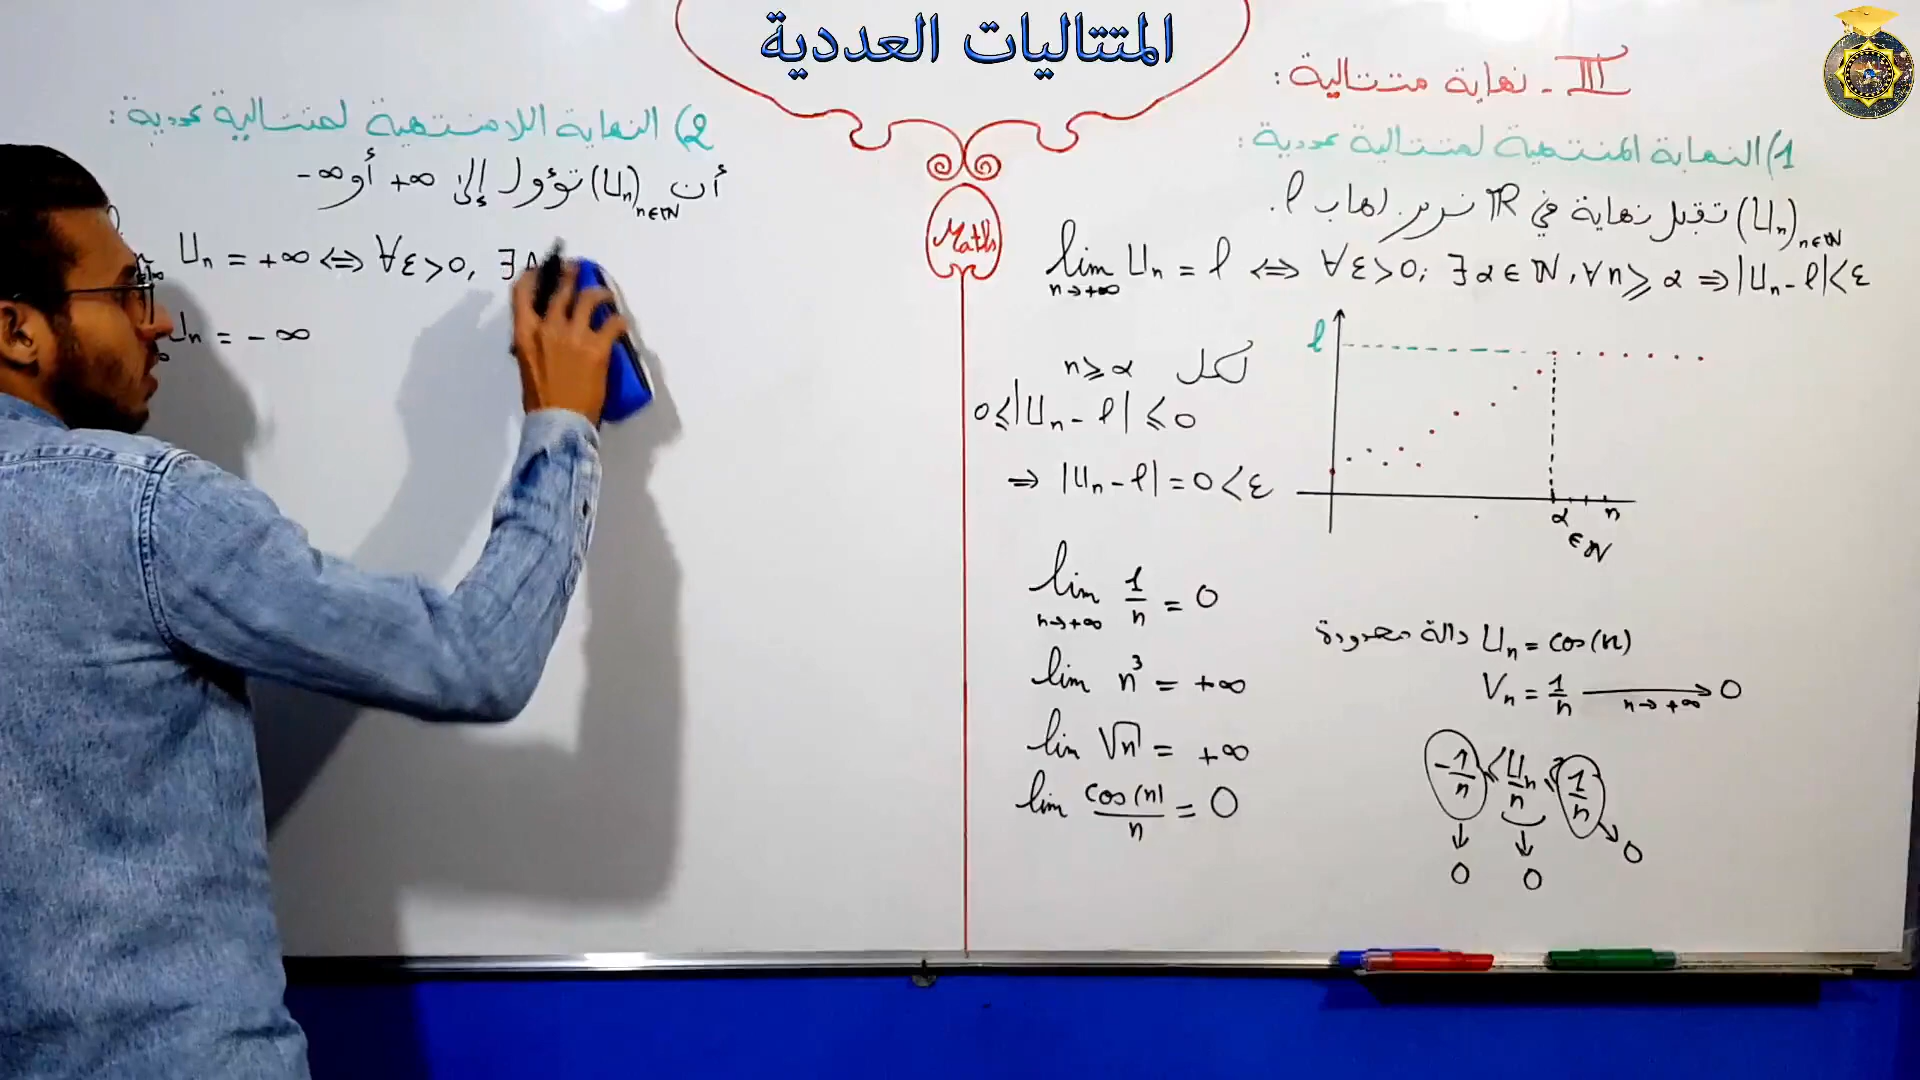 المتتاليات العددية
Maths
III - نهاية متتالية :
1) النهاية المنتهية لمتتالية عددية :
(Un)n∈ℕ تقبل نهاية في ℝ نرمز لها ب l.
lim n→+∞ Un = l ⟺ ∀ε>0; ∃α∈ℕ, ∀n⩾α ⇒ |Un - l|<ε
l
α n
∈ℕ
لكل n⩾α
0⩽|Un - l|⩽0
⇒ |Un - l| = 0 < ε
lim n→+∞ 1/n = 0
lim n³ = +∞
lim √n = +∞
lim cos(n)/n = 0
Un = cos(n) دالة محدودة
Vn = 1/n → 0 n→+∞
-1/n ⩽ Un/n ⩽ 1/n
0 0 0
2) النهاية اللامنتهية لمتتالية عددية :
أن (Un)n∈ℕ تؤول إلى +∞ أو -∞
Un = +∞ ⟺ ∀ε>0, ∃
Un = -∞